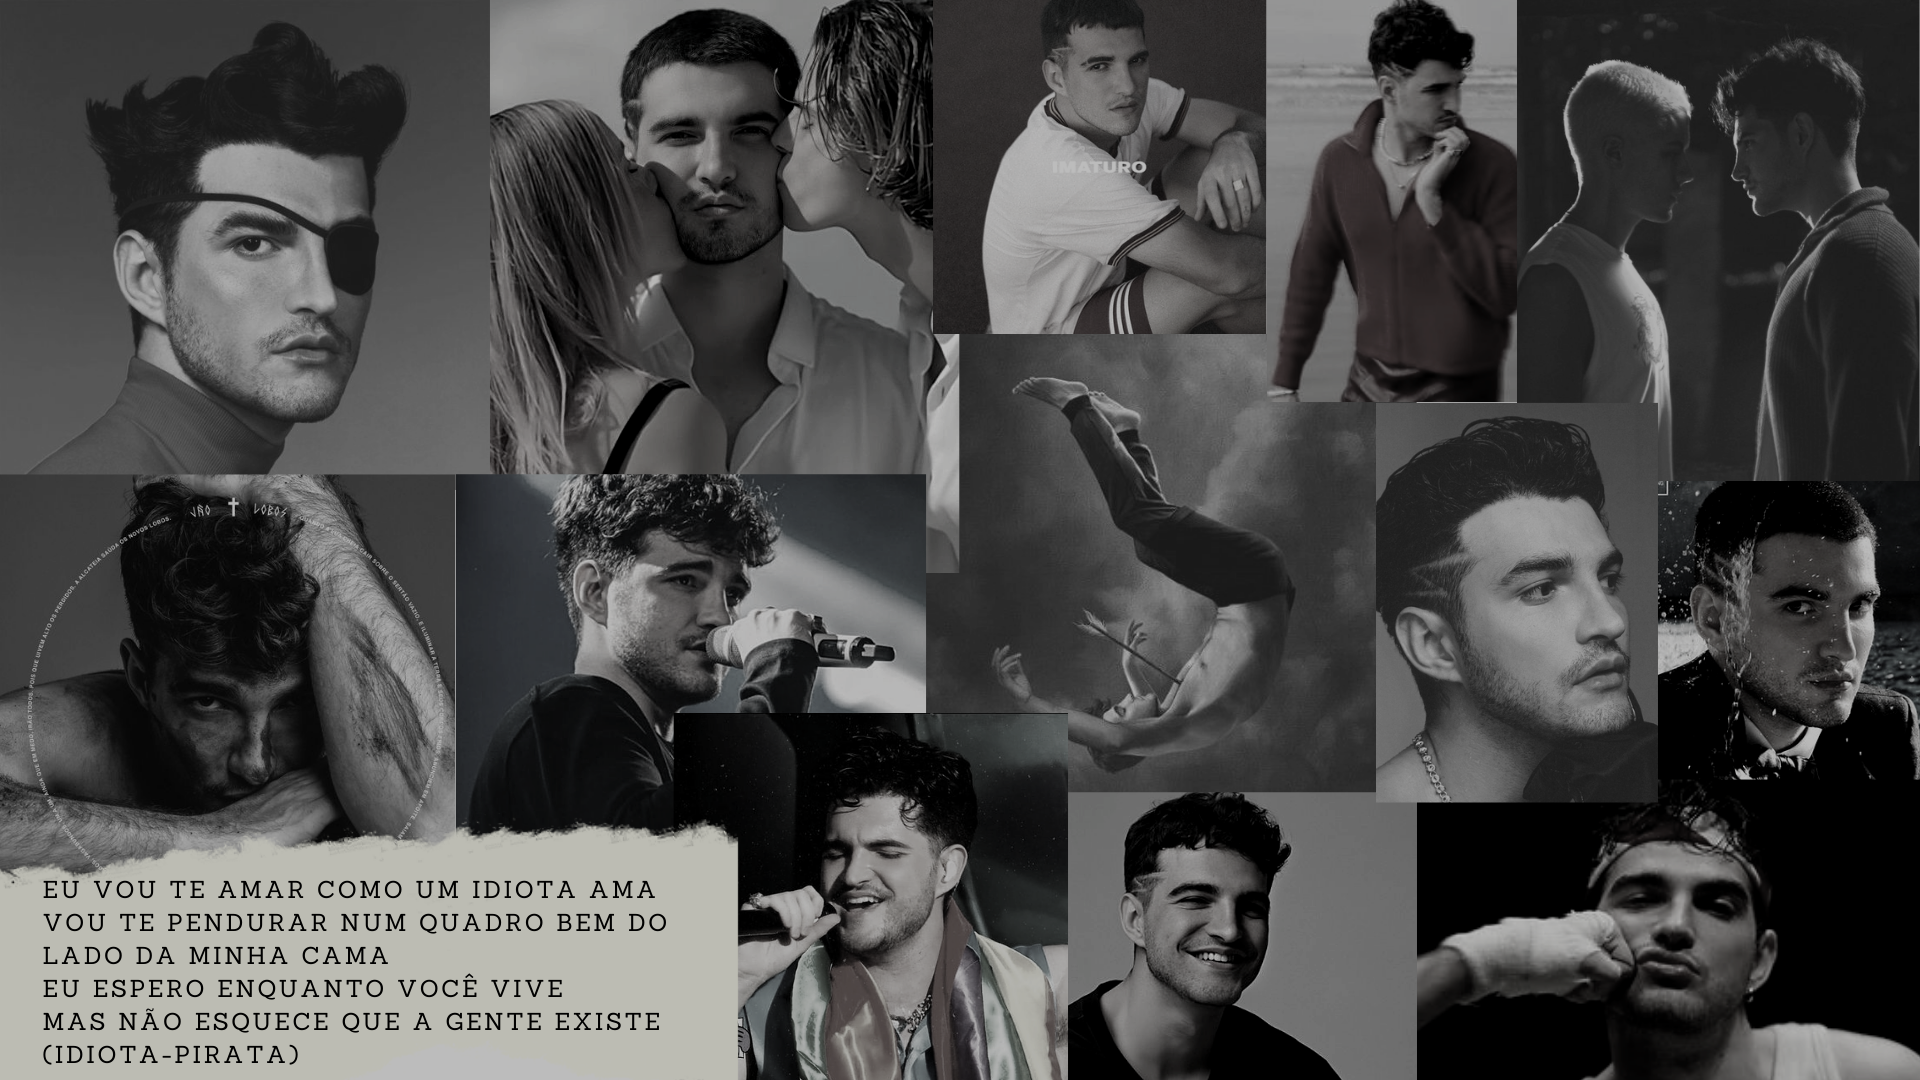 IMATURO
JÃO LOBOS
EU VOU TE AMAR COMO UM IDIOTA AMA
VOU TE PENDURAR NUM QUADRO BEM DO
LADO DA MINHA CAMA
EU ESPERO ENQUANTO VOCÊ VIVE
MAS NÃO ESQUECE QUE A GENTE EXISTE
(IDIOTA-PIRATA)